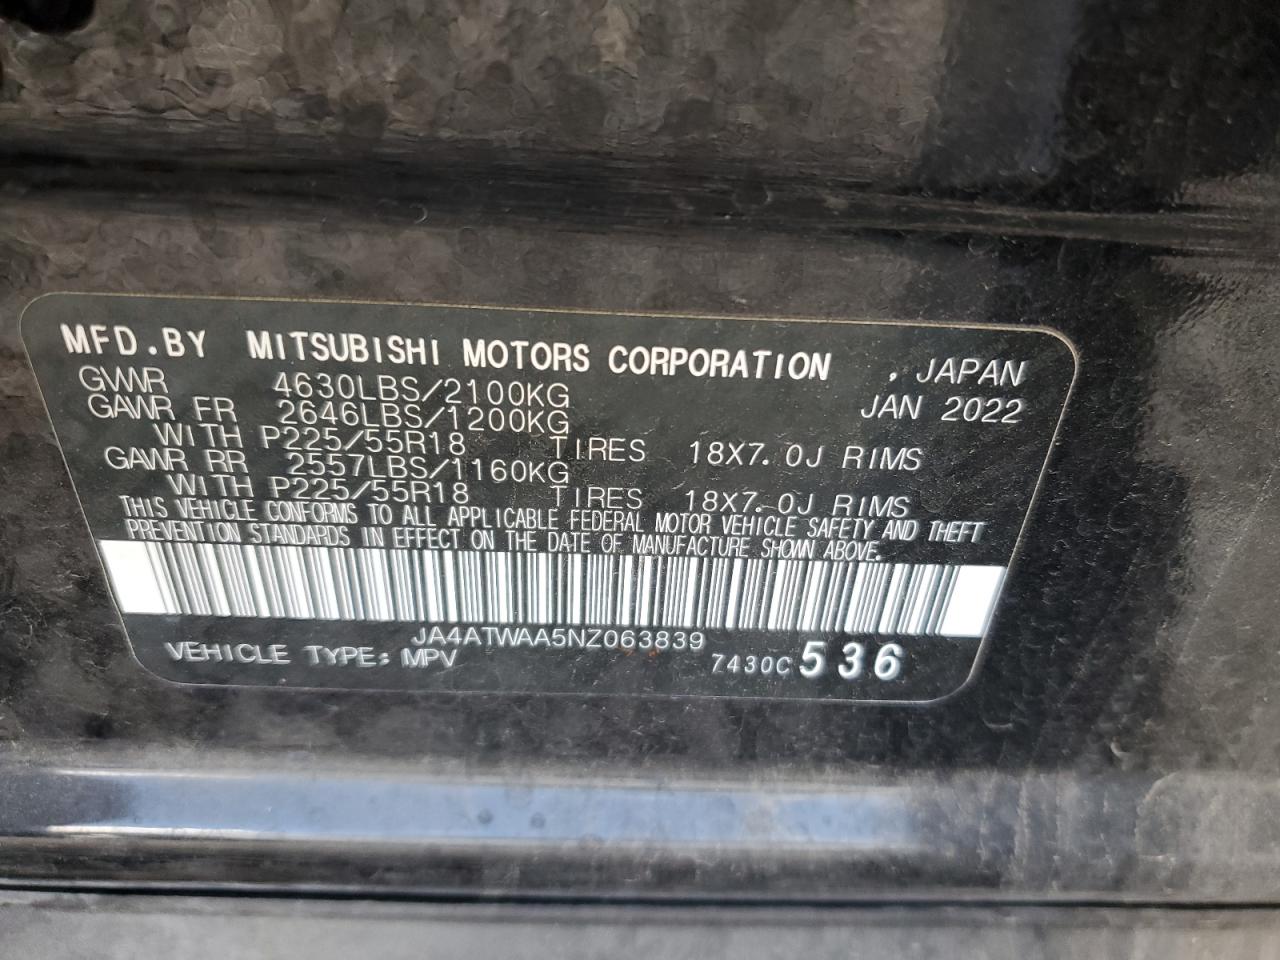 MFD.BY MITSUBISHI MOTORS CORPORATION , JAPAN
GVWR 4630LBS/2100KG JAN 2022
GAWR FR 2646LBS/1200KG
WITH P225/55R18 TIRES 18X7.0J RIMS
GAWR RR 2557LBS/1160KG
WITH P225/55R18 TIRES 18X7.0J RIMS
THIS VEHICLE CONFORMS TO ALL APPLICABLE FEDERAL MOTOR VEHICLE SAFETY AND THEFT
PREVENTION STANDARDS IN EFFECT ON THE DATE OF MANUFACTURE SHOWN ABOVE.
JA4ATWAA5NZ063839
VEHICLE TYPE: MPV 7430C 536